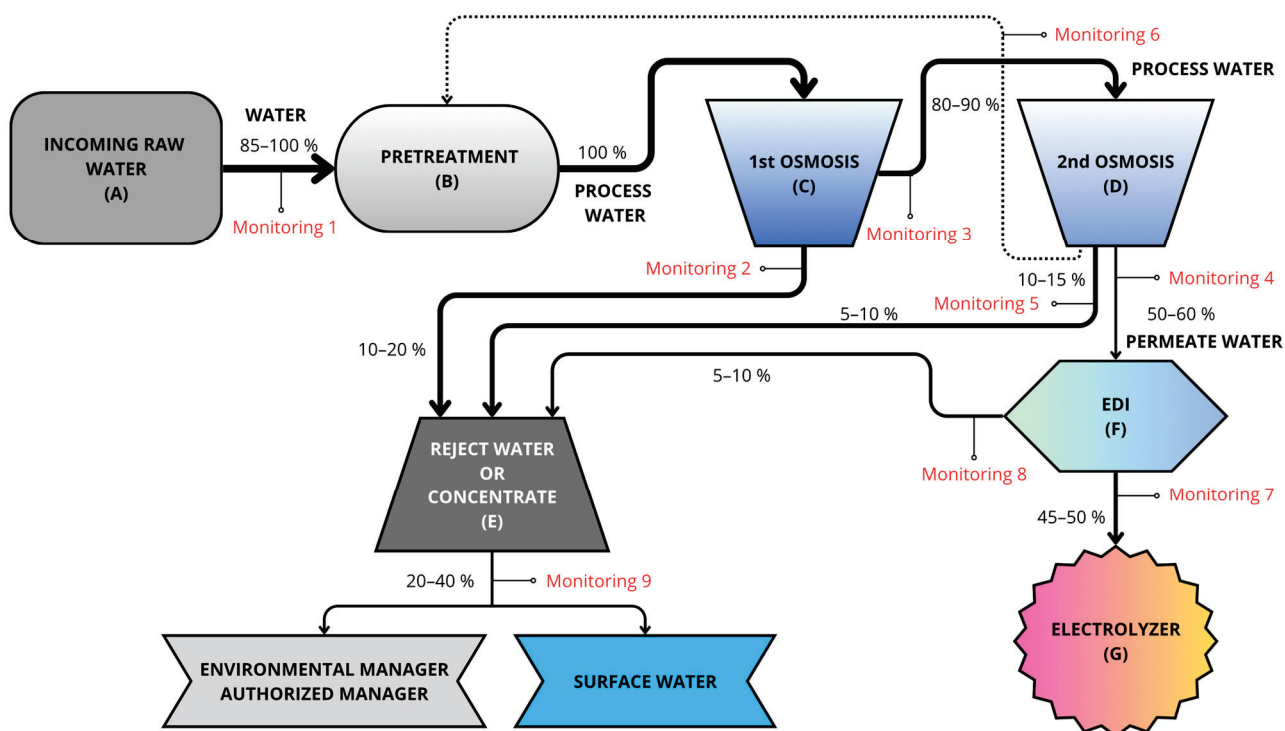 Monitoring 6
WATER
85–100 %
INCOMING RAW
WATER
(A)
Monitoring 1
PRETREATMENT
(B)
100 %
PROCESS
WATER
1st OSMOSIS
(C)
80–90 %
Monitoring 3
PROCESS WATER
2nd OSMOSIS
(D)
Monitoring 2
10–15 %
Monitoring 4
Monitoring 5
5–10 %
50–60 %
PERMEATE WATER
10–20 %
5–10 %
EDI
(F)
REJECT WATER
OR
CONCENTRATE
(E)
Monitoring 8
Monitoring 7
45–50 %
20–40 %
Monitoring 9
ELECTROLYZER
(G)
ENVIRONMENTAL MANAGER
AUTHORIZED MANAGER
SURFACE WATER